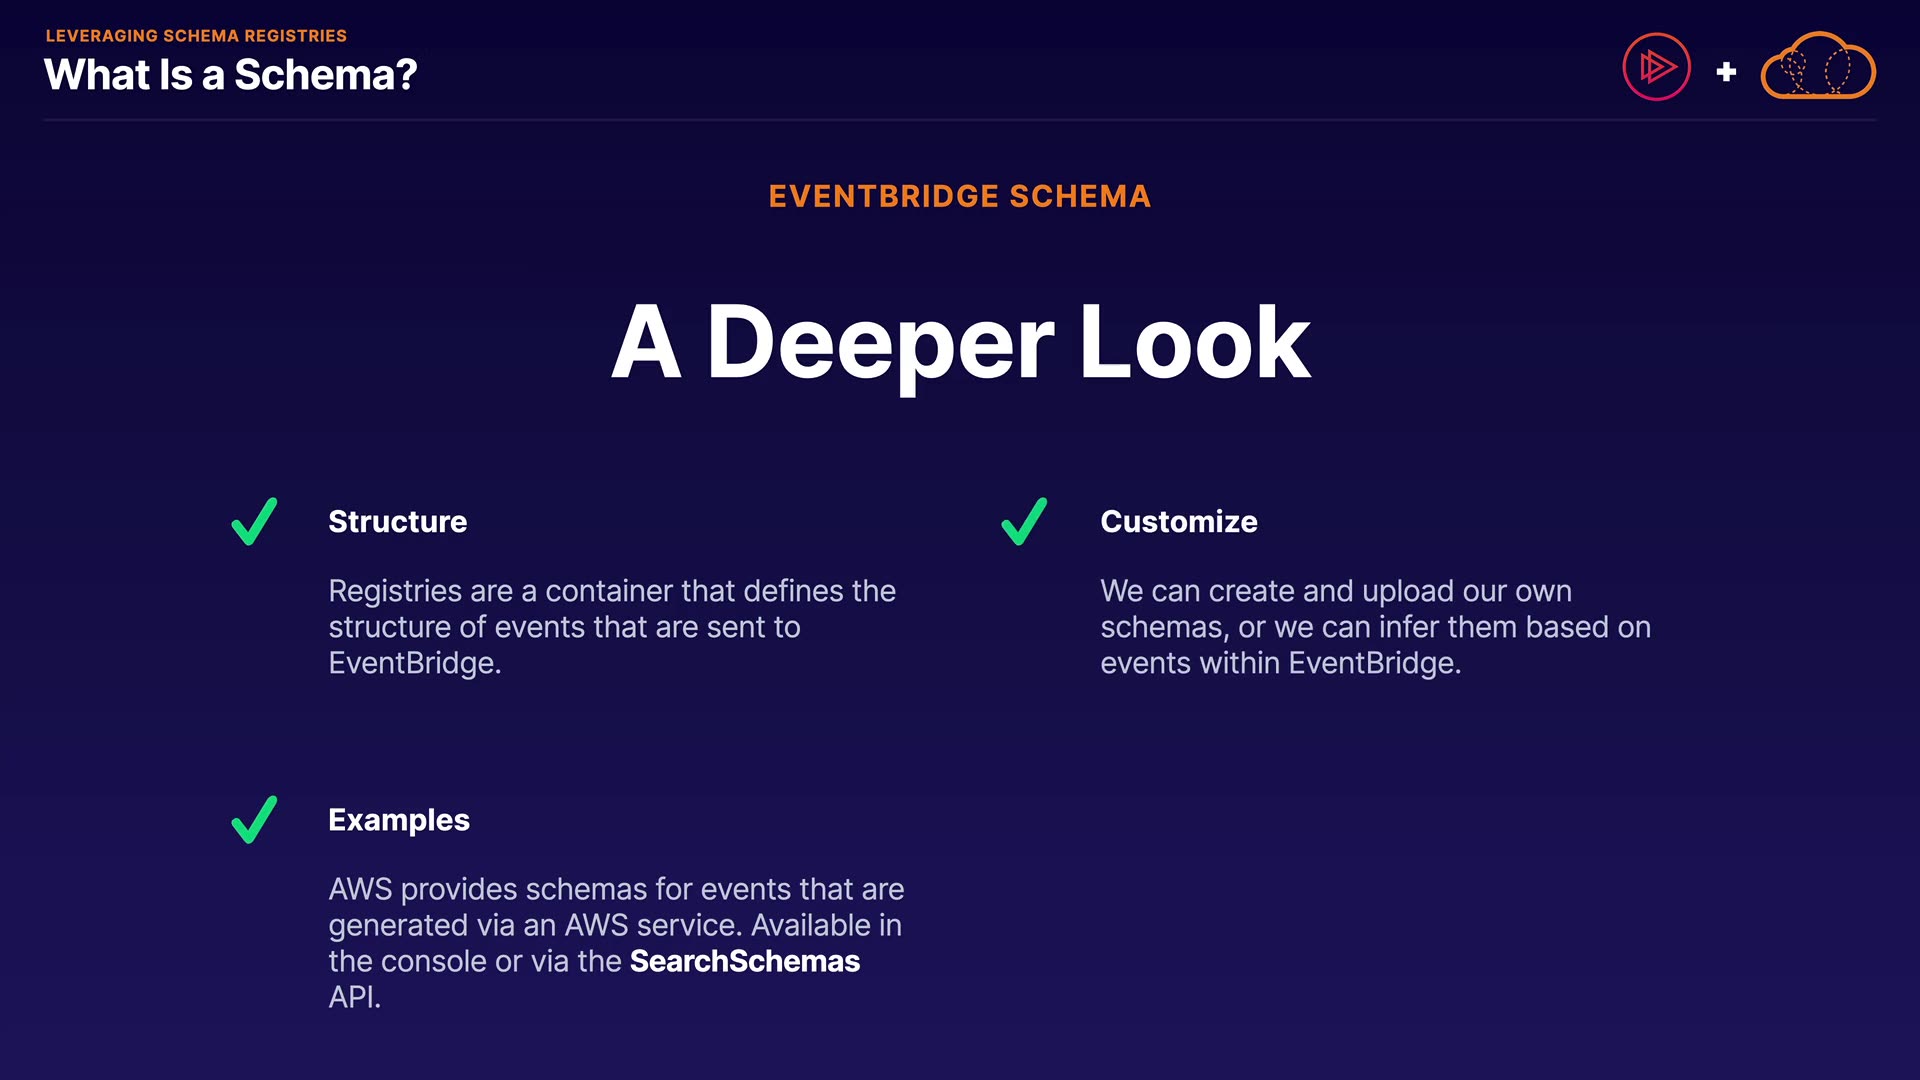 LEVERAGING SCHEMA REGISTRIES
What Is a Schema?
EVENTBRIDGE SCHEMA
A Deeper Look
Structure
Registries are a container that defines the
structure of events that are sent to
EventBridge.
Customize
We can create and upload our own
schemas, or we can infer them based on
events within EventBridge.
Examples
AWS provides schemas for events that are
generated via an AWS service. Available in
the console or via the SearchSchemas
API.